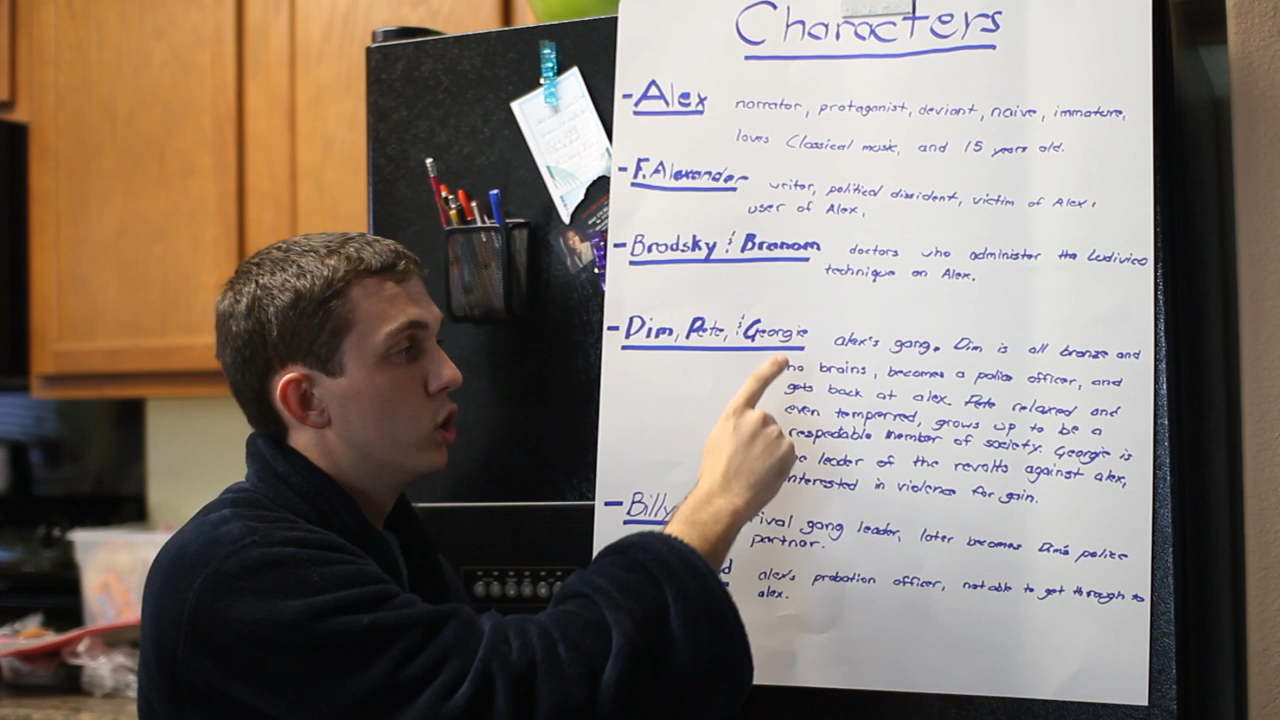 Characters
- Alex narrator, protagonist, deviant, naive, immature,
loves Classical music, and 15 years old.
- F. Alexander writer, political dissident, victim of Alex,
user of Alex,
- Brodsky & Branom doctors who administer the Ludivico
technique on Alex.
- Dim, Pete, & Georgie alex's gang. Dim is all bronze and
no brains, becomes a police officer, and
gets back at alex. Pete relaxed and
even temperred, grows up to be a
respedable member of society. Georgie is
leader of the revolts against alex,
interested in violence for gain.
- Billy rival gang leader, later becomes Dim's police
partner.
d alex's probation officer, not able to get through to
alex.